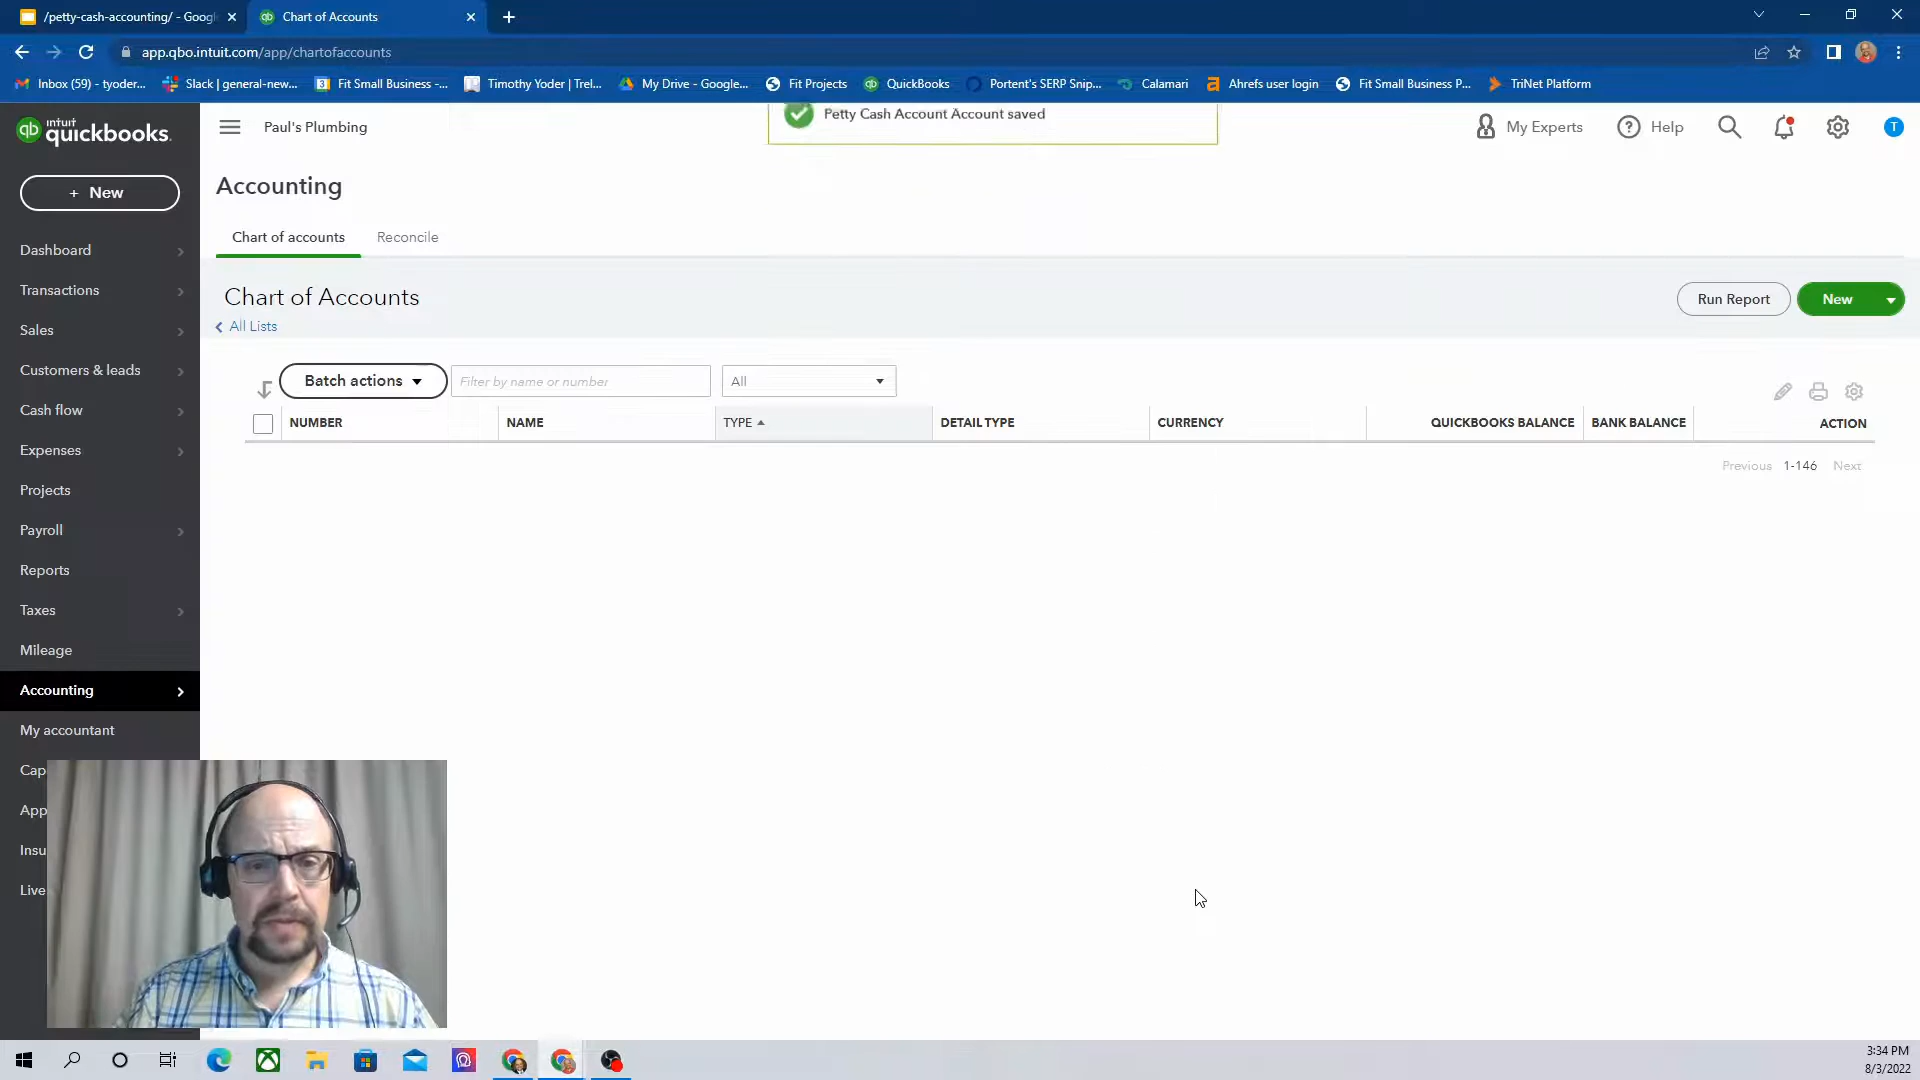 /petty-cash-accounting/ - Googl
Chart of Accounts
app.qbo.intuit.com/app/chartofaccounts
Inbox (59) - tyoder...
Slack | general-new...
Fit Small Business -...
Timothy Yoder | Trel...
My Drive - Google...
Fit Projects
QuickBooks
Portent's SERP Snip...
Calamari
Ahrefs user login
Fit Small Business P...
TriNet Platform
intuit
quickbooks.
Paul's Plumbing
Petty Cash Account Account saved
My Experts
Help
T
+ New
Accounting
Chart of accounts
Reconcile
Chart of Accounts
All Lists
Run Report
New
Batch actions
Filter by name or number
All
NUMBER
NAME
TYPE
DETAIL TYPE
CURRENCY
QUICKBOOKS BALANCE
BANK BALANCE
ACTION
Previous 1-146 Next
Dashboard
Transactions
Sales
Customers & leads
Cash flow
Expenses
Projects
Payroll
Reports
Taxes
Mileage
Accounting
My accountant
Cap
App
Insu
Live
3:34 PM
8/3/2022